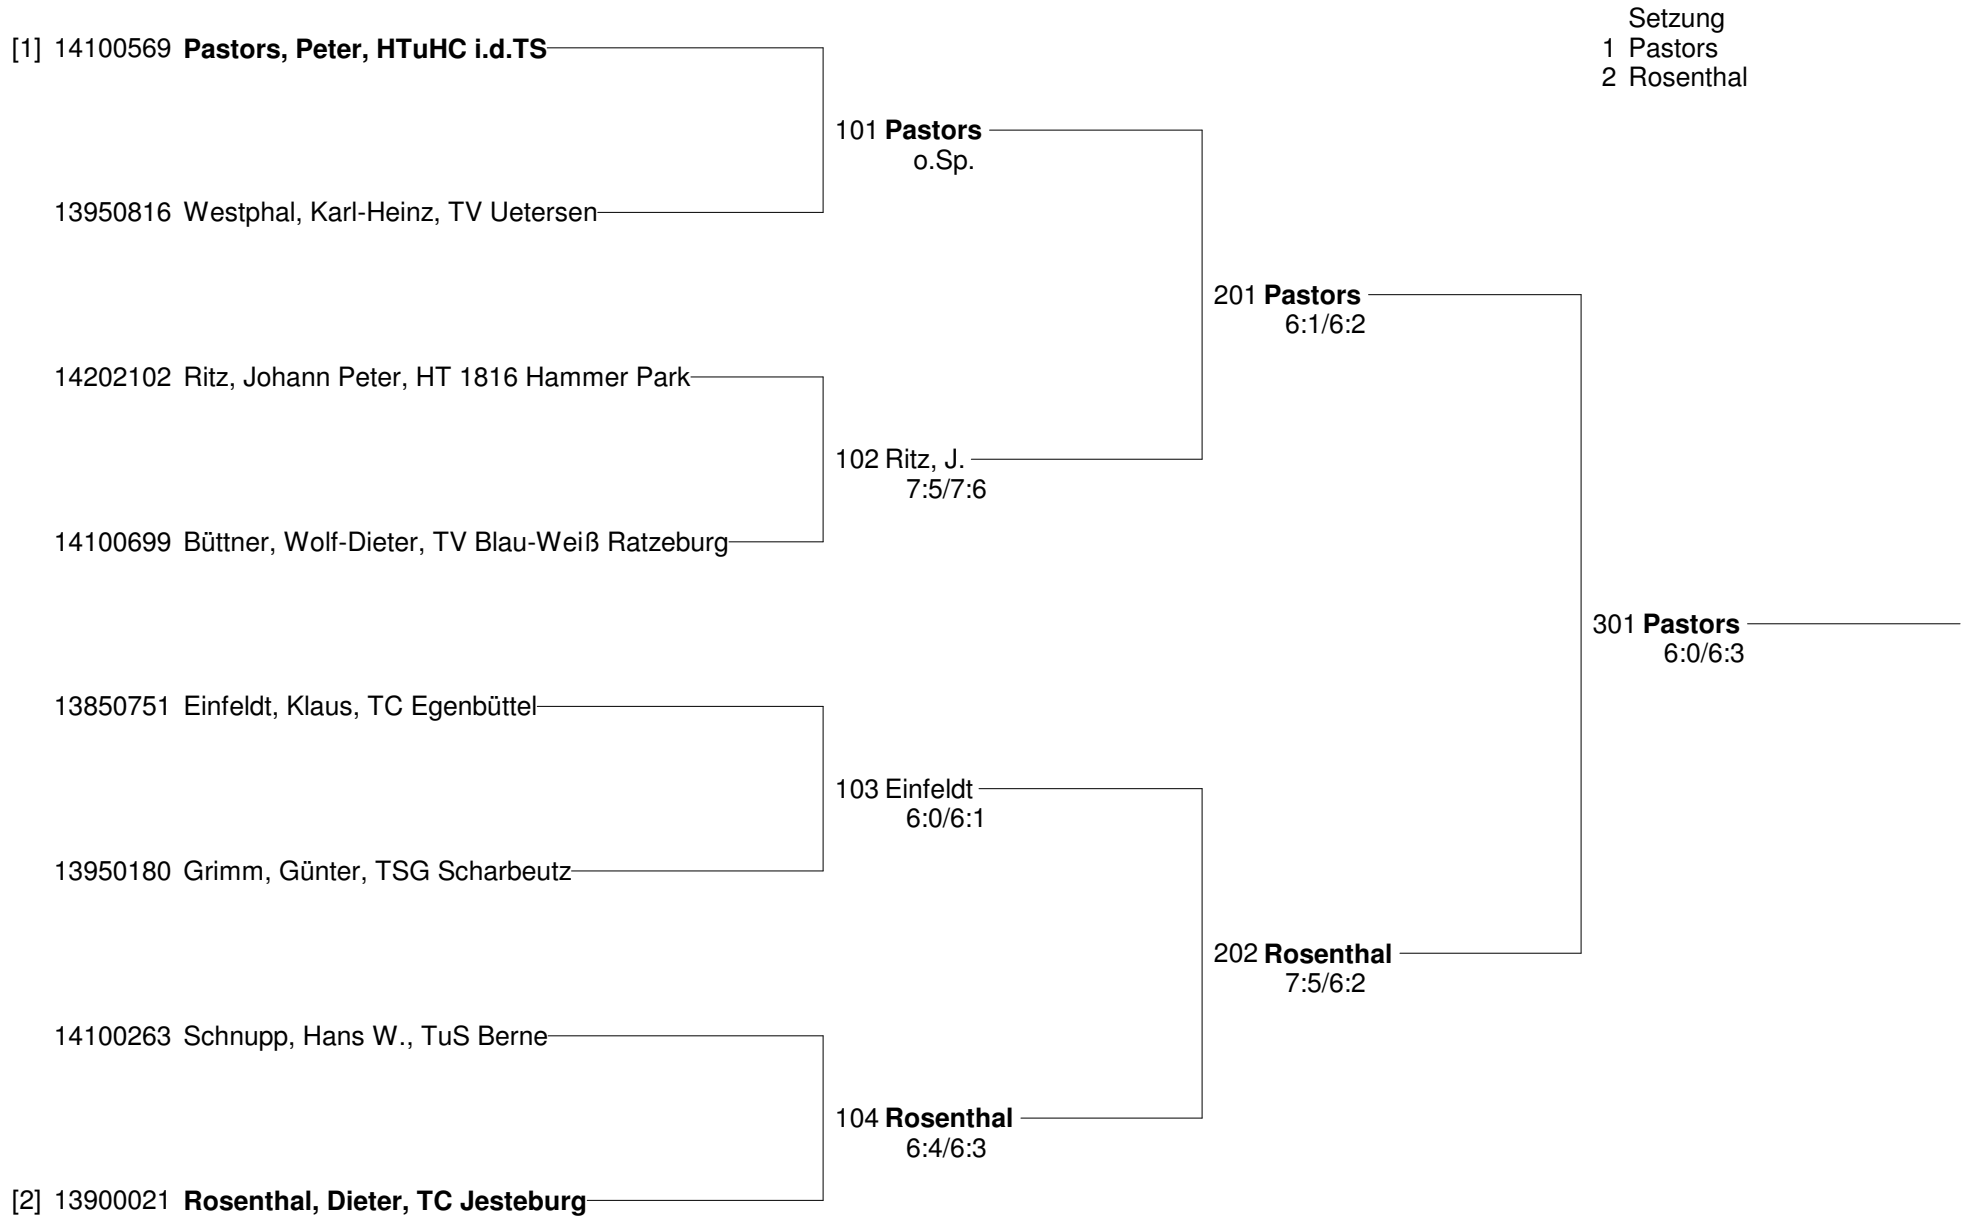 Setzung
1 Pastors
2 Rosenthal
[1] 14100569 Pastors, Peter, HTuHC i.d.TS
101 Pastors
o.Sp.
13950816 Westphal, Karl-Heinz, TV Uetersen
201 Pastors
6:1/6:2
14202102 Ritz, Johann Peter, HT 1816 Hammer Park
102 Ritz, J.
7:5/7:6
14100699 Büttner, Wolf-Dieter, TV Blau-Weiß Ratzeburg
301 Pastors
6:0/6:3
13850751 Einfeldt, Klaus, TC Egenbüttel
103 Einfeldt
6:0/6:1
13950180 Grimm, Günter, TSG Scharbeutz
202 Rosenthal
7:5/6:2
14100263 Schnupp, Hans W., TuS Berne
104 Rosenthal
6:4/6:3
[2] 13900021 Rosenthal, Dieter, TC Jesteburg